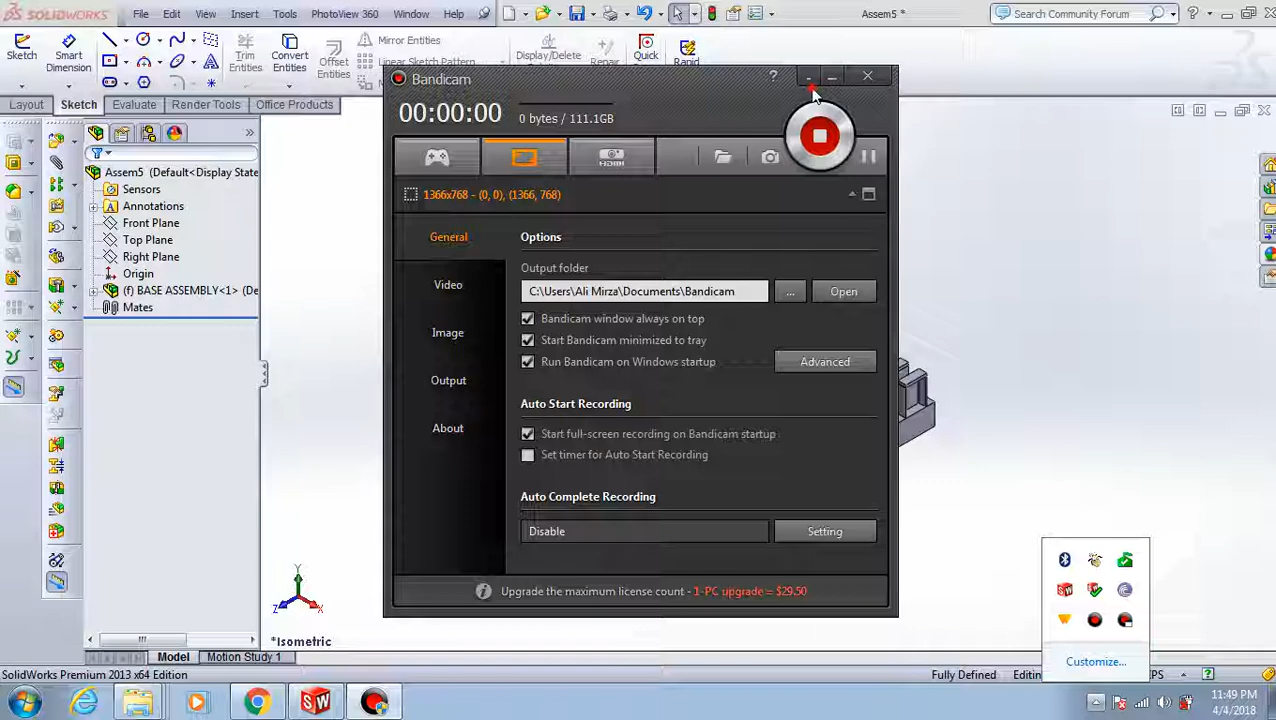 SOLIDWORKS File Edit View Insert Tools PhotoView 360 Window Help Assem5 * Search Community Forum
Sketch Smart Dimension Trim Entities Convert Entities Offset Entities Mirror Entities
Linear Sketch Pattern
Display/Delete Repair Quick Rapid
Layout Sketch Evaluate Render Tools Office Products
Assem5 (Default<Display State
Sensors
Annotations
Front Plane
Top Plane
Right Plane
Origin
(f) BASE ASSEMBLY<1> (De
Mates
Bandicam
00:00:00 0 bytes / 111.1GB
HDMI
1366x768 - (0, 0), (1366, 768)
General
Video
Image
Output
About
Options
Output folder
C:\Users\Ali Mirza\Documents\Bandicam ... Open
Bandicam window always on top
Start Bandicam minimized to tray
Run Bandicam on Windows startup Advanced
Auto Start Recording
Start full-screen recording on Bandicam startup
Set timer for Auto Start Recording
Auto Complete Recording
Disable Setting
Upgrade the maximum license count - 1-PC upgrade = $29.50
Y
Z X
*Isometric
Customize...
Model Motion Study 1
SolidWorks Premium 2013 x64 Edition Fully Defined Editin PS
11:49 PM
4/4/2018